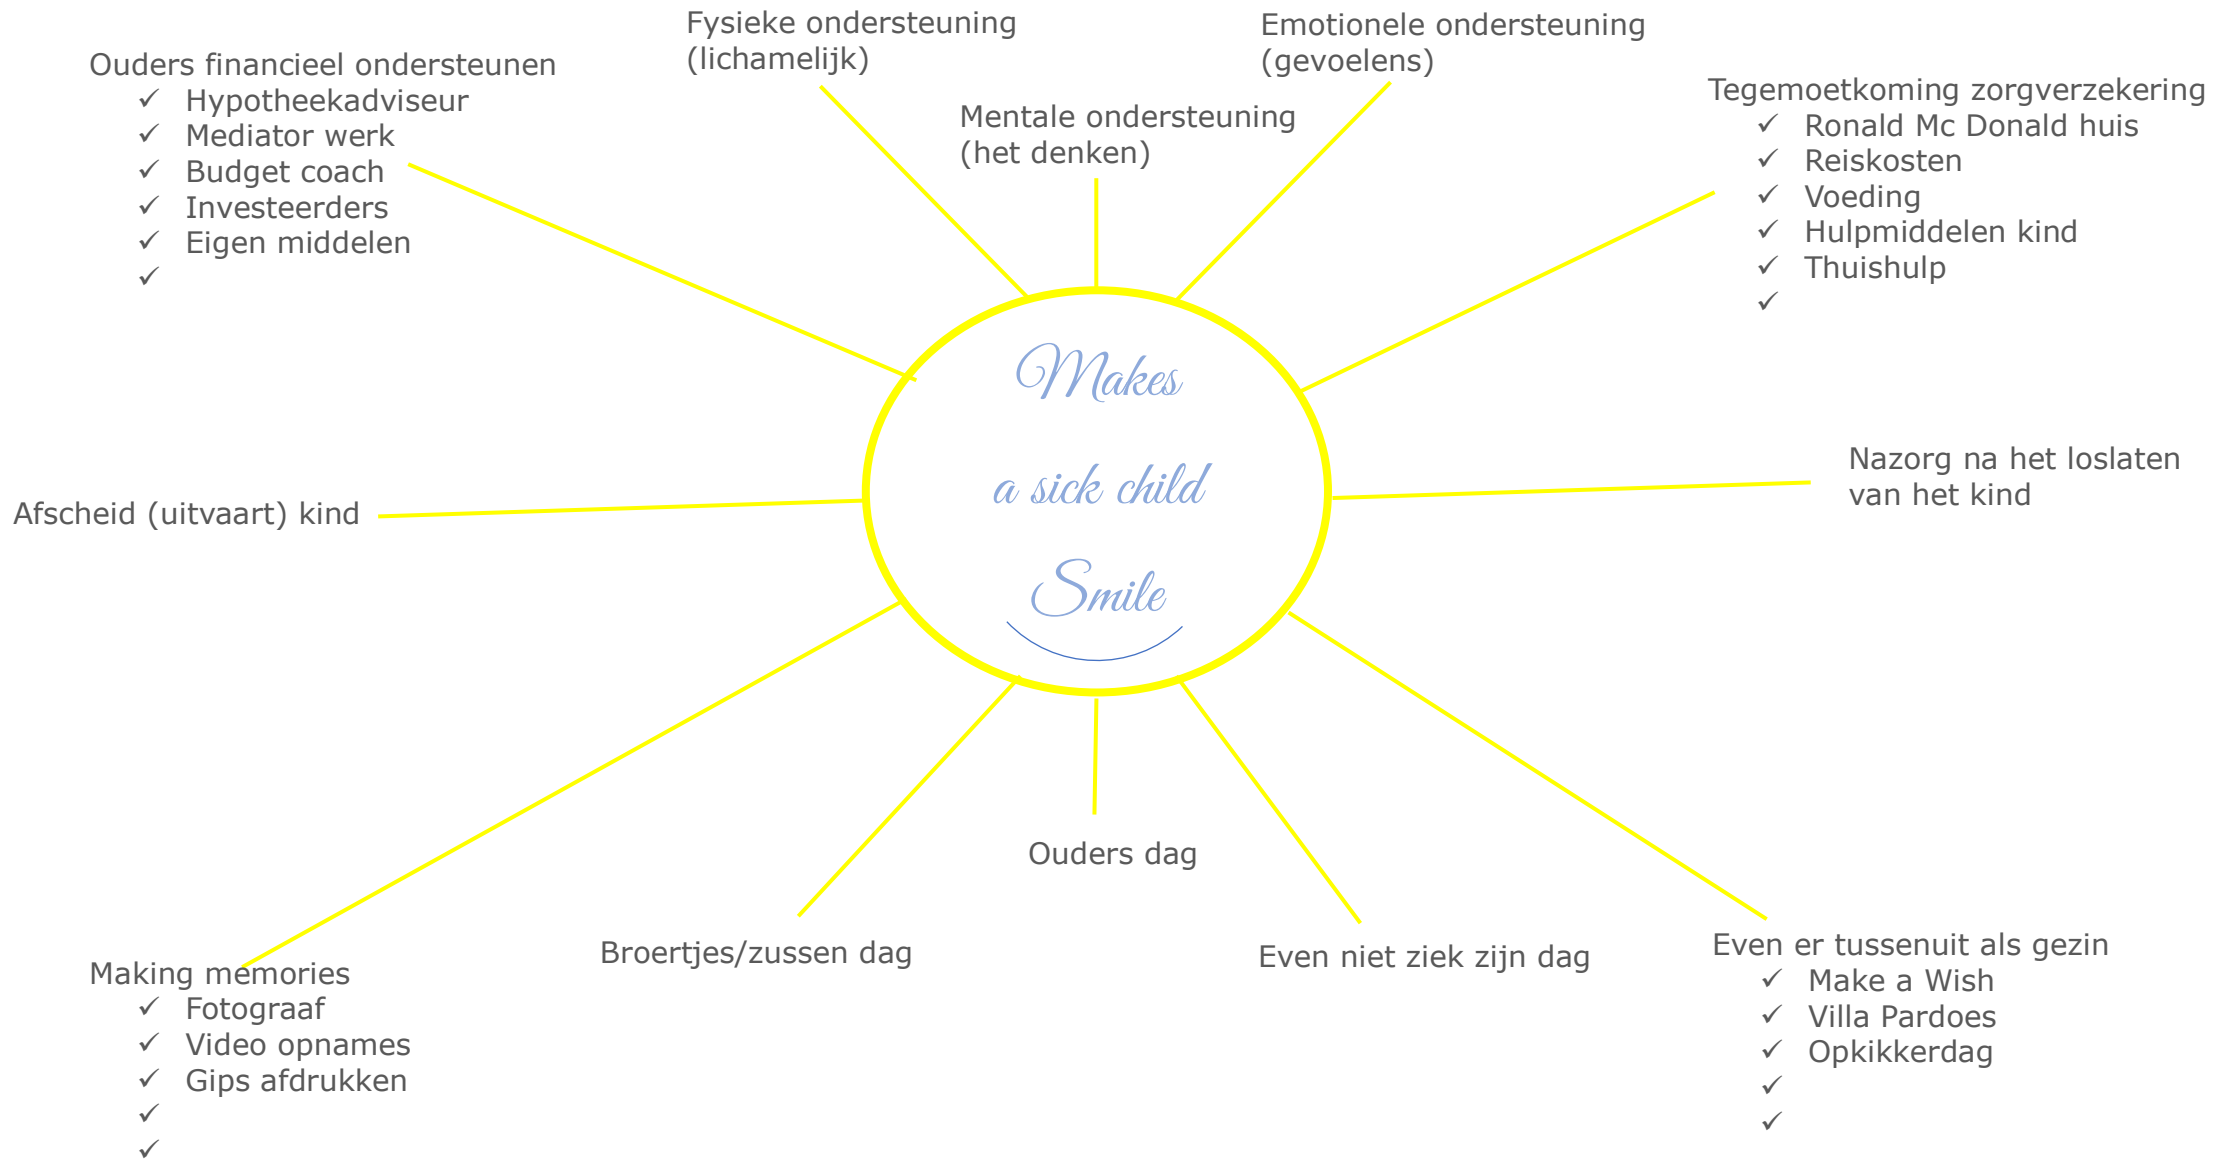 Ouders financieel ondersteunen
✓ Hypotheekadviseur
✓ Mediator werk
✓ Budget coach
✓ Investeerders
✓ Eigen middelen
✓
Fysieke ondersteuning
(lichamelijk)
Mentale ondersteuning
(het denken)
Emotionele ondersteuning
(gevoelens)
Tegemoetkoming zorgverzekering
✓ Ronald Mc Donald huis
✓ Reiskosten
✓ Voeding
✓ Hulpmiddelen kind
✓ Thuishulp
✓
Makes
a sick child
Smile
Afscheid (uitvaart) kind
Nazorg na het loslaten
van het kind
Making memories
✓ Fotograaf
✓ Video opnames
✓ Gips afdrukken
✓
✓
Broertjes/zussen dag
Ouders dag
Even niet ziek zijn dag
Even er tussenuit als gezin
✓ Make a Wish
✓ Villa Pardoes
✓ Opkikkerdag
✓
✓